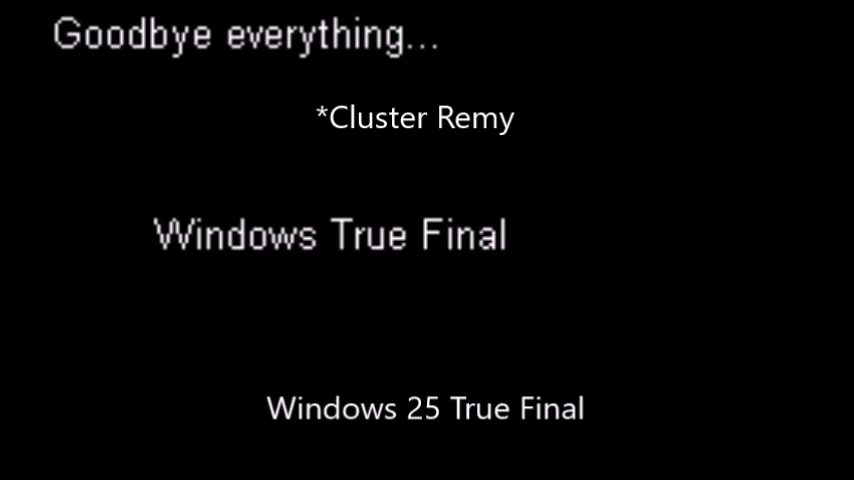 Goodbye everything...
*Cluster Remy
Windows True Final
Windows 25 True Final